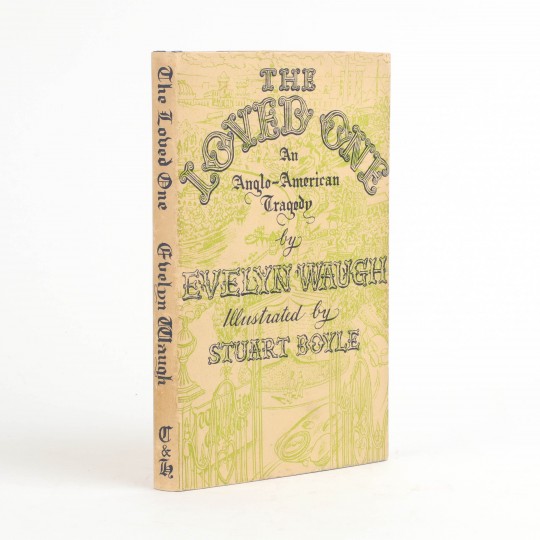 The Loved One Evelyn Waugh C & H
THE
LOVED ONE
An
Anglo-American
Tragedy
by
EVELYN WAUGH
Illustrated by
STUART BOYLE